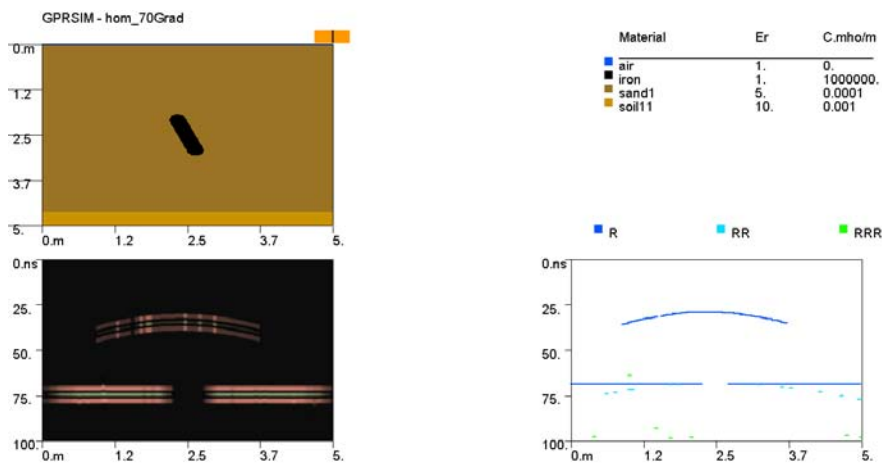 GPRSIM - hom_70Grad
0.m
1.2
2.5
3.7
5.
0.m 1.2 2.5 3.7 5.
Material Er C.mho/m
air 1. 0.
iron 1. 1000000.
sand1 5. 0.0001
soil11 10. 0.001
R RR RRR
0.ns
25.
50.
75.
100.
0.m 1.2 2.5 3.7 5.
0.ns
25.
50.
75.
100.
0.m 1.2 2.5 3.7 5.